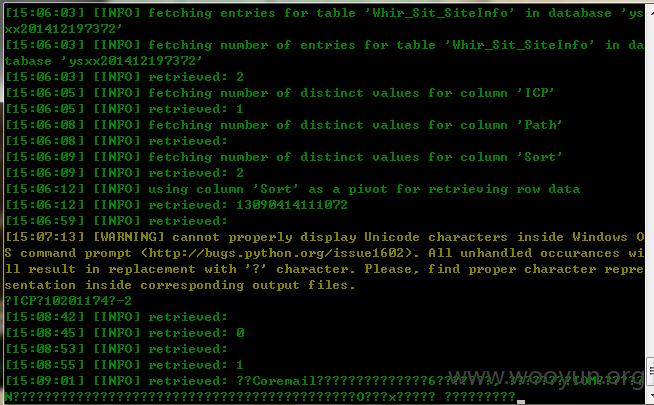 [15:06:03] [INFO] fetching entries for table 'Whir_Sit_SiteInfo' in database 'ys
xx201412197372'
[15:06:03] [INFO] fetching number of entries for table 'Whir_Sit_SiteInfo' in da
tabase 'ysxx201412197372'
[15:06:03] [INFO] retrieved: 2
[15:06:05] [INFO] fetching number of distinct values for column 'ICP'
[15:06:05] [INFO] retrieved: 1
[15:06:08] [INFO] fetching number of distinct values for column 'Path'
[15:06:08] [INFO] retrieved:
[15:06:09] [INFO] fetching number of distinct values for column 'Sort'
[15:06:09] [INFO] retrieved: 2
[15:06:12] [INFO] using column 'Sort' as a pivot for retrieving row data
[15:06:12] [INFO] retrieved: 13090414111072
[15:06:59] [INFO] retrieved:
[15:07:13] [WARNING] cannot properly display Unicode characters inside Windows O
S command prompt (http://bugs.python.org/issue1602). All unhandled occurances wi
ll result in replacement with '?' character. Please, find proper character repre
sentation inside corresponding output files.
?ICP?10201174?-2
[15:08:42] [INFO] retrieved:
[15:08:45] [INFO] retrieved: 0
[15:08:53] [INFO] retrieved:
[15:08:55] [INFO] retrieved: 1
[15:09:01] [INFO] retrieved: ??Coremail??????????????6???????
N???????????????????????????????????????????O???x????? ?????????
www.wooyun.org